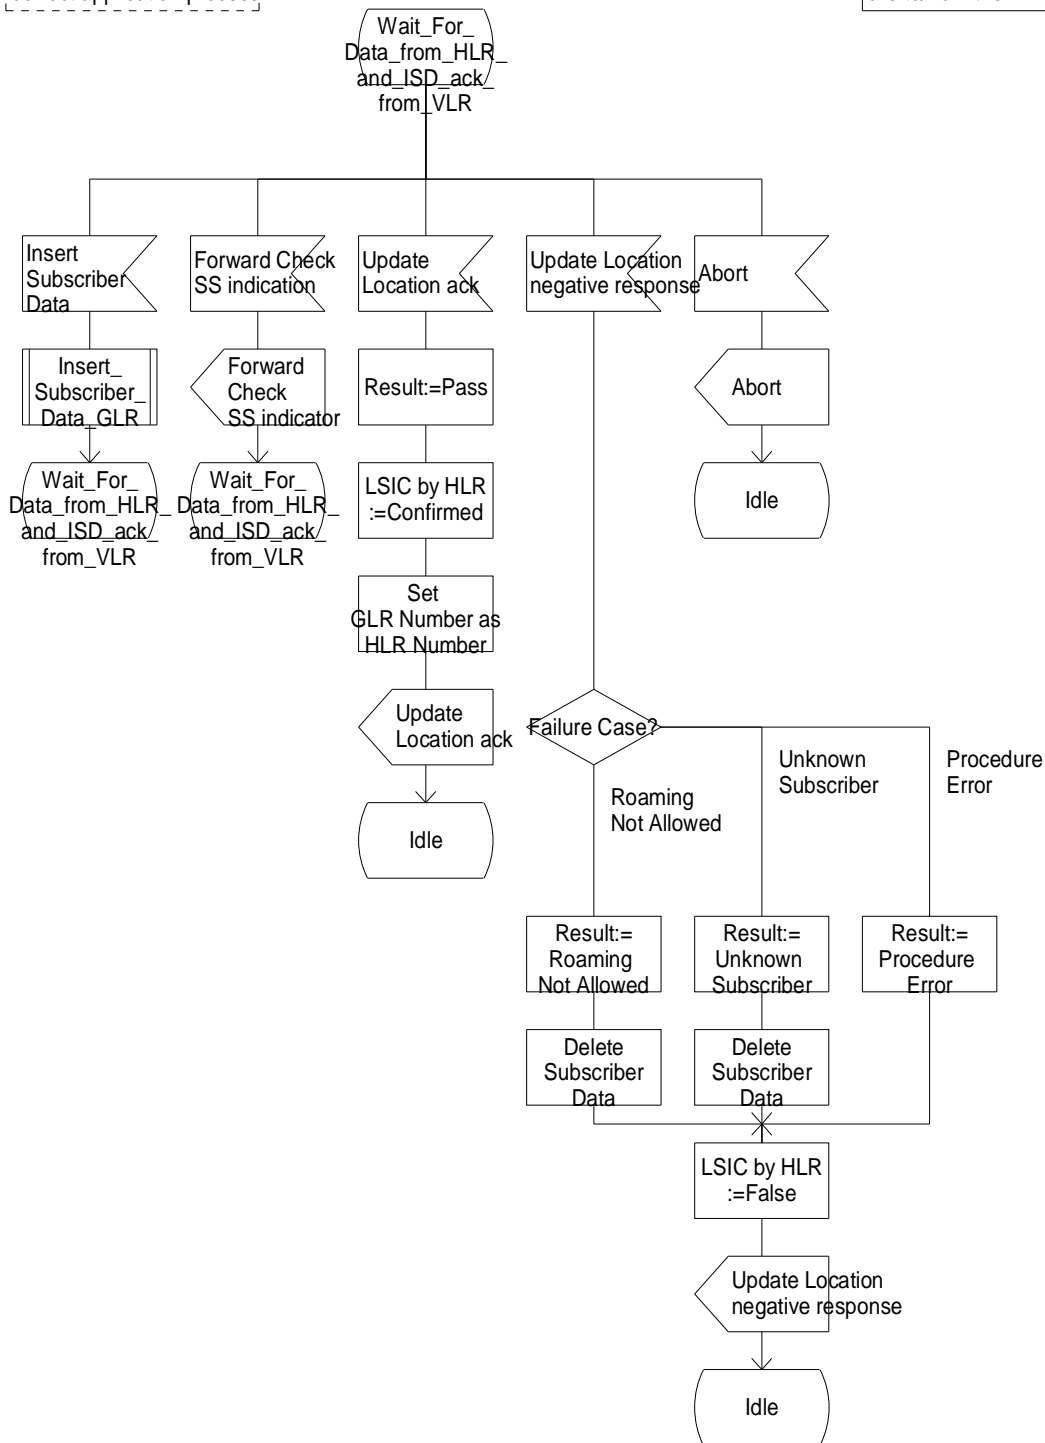 Wait_For_
Data_from_HLR_
and_ISD_ack_
from_VLR
Insert
Subscriber
Data
Forward Check
SS indication
Update
Location ack
Update Location
negative response
Abort
Insert_
Subscriber_
Data_GLR
Forward
Check
SS indicator
Result:=Pass
Abort
Wait_For_
Data_from_HLR_
and_ISD_ack_
from_VLR
Wait_For_
Data_from_HLR_
and_ISD_ack_
from_VLR
LSIC by HLR
:=Confirmed
Idle
Set
GLR Number as
HLR Number
Update
Location ack
Failure Case?
Unknown
Subscriber
Procedure
Error
Roaming
Not Allowed
Idle
Result:=
Roaming
Not Allowed
Result:=
Unknown
Subscriber
Result:=
Procedure
Error
Delete
Subscriber
Data
Delete
Subscriber
Data
LSIC by HLR
:=False
Update Location
negative response
Idle